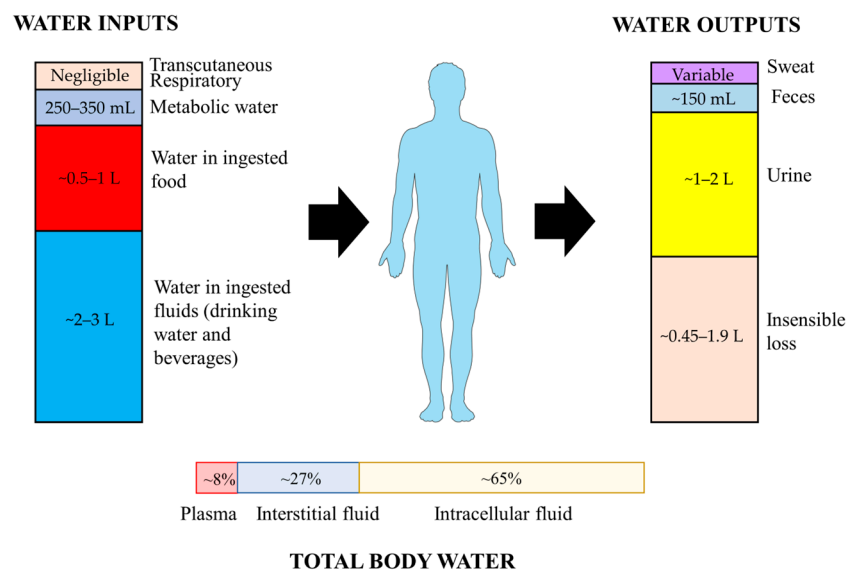 WATER INPUTS
Negligible
Transcutaneous
Respiratory
250–350 mL
Metabolic water
~0.5–1 L
Water in ingested
food
~2–3 L
Water in ingested
fluids (drinking
water and
beverages)
WATER OUTPUTS
Variable
Sweat
~150 mL
Feces
~1–2 L
Urine
~0.45–1.9 L
Insensible
loss
~8%
~27%
~65%
Plasma
Interstitial fluid
Intracellular fluid
TOTAL BODY WATER